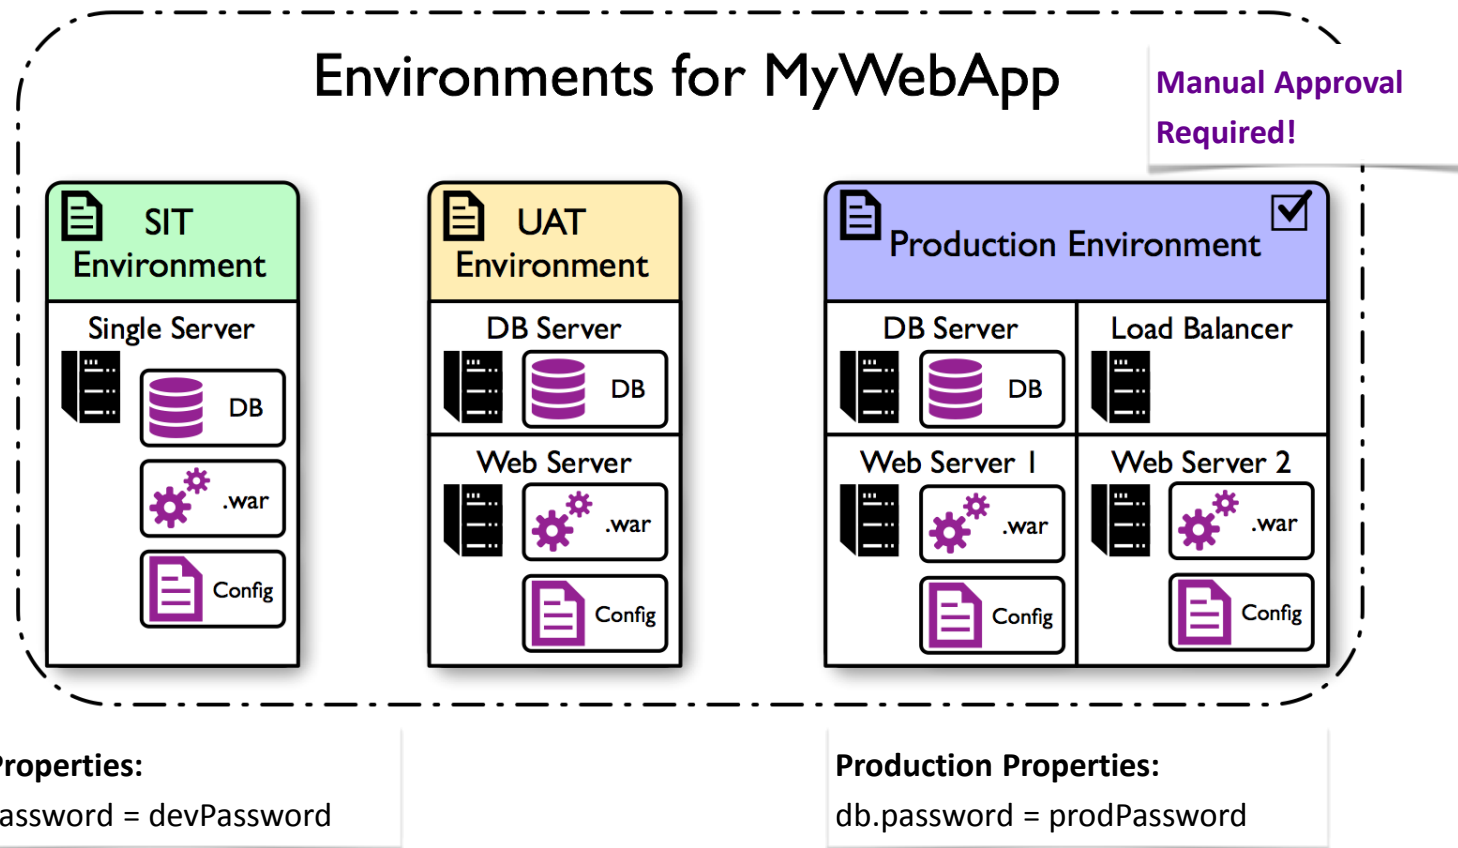 Environments for MyWebApp
Manual Approval
Required!
SIT
Environment
Single Server
DB
.war
Config
UAT
Environment
DB Server
DB
Web Server
.war
Config
Production Environment
DB Server
DB
Load Balancer
Web Server 1
.war
Config
Web Server 2
.war
Config
Properties:
assword = devPassword
Production Properties:
db.password = prodPassword